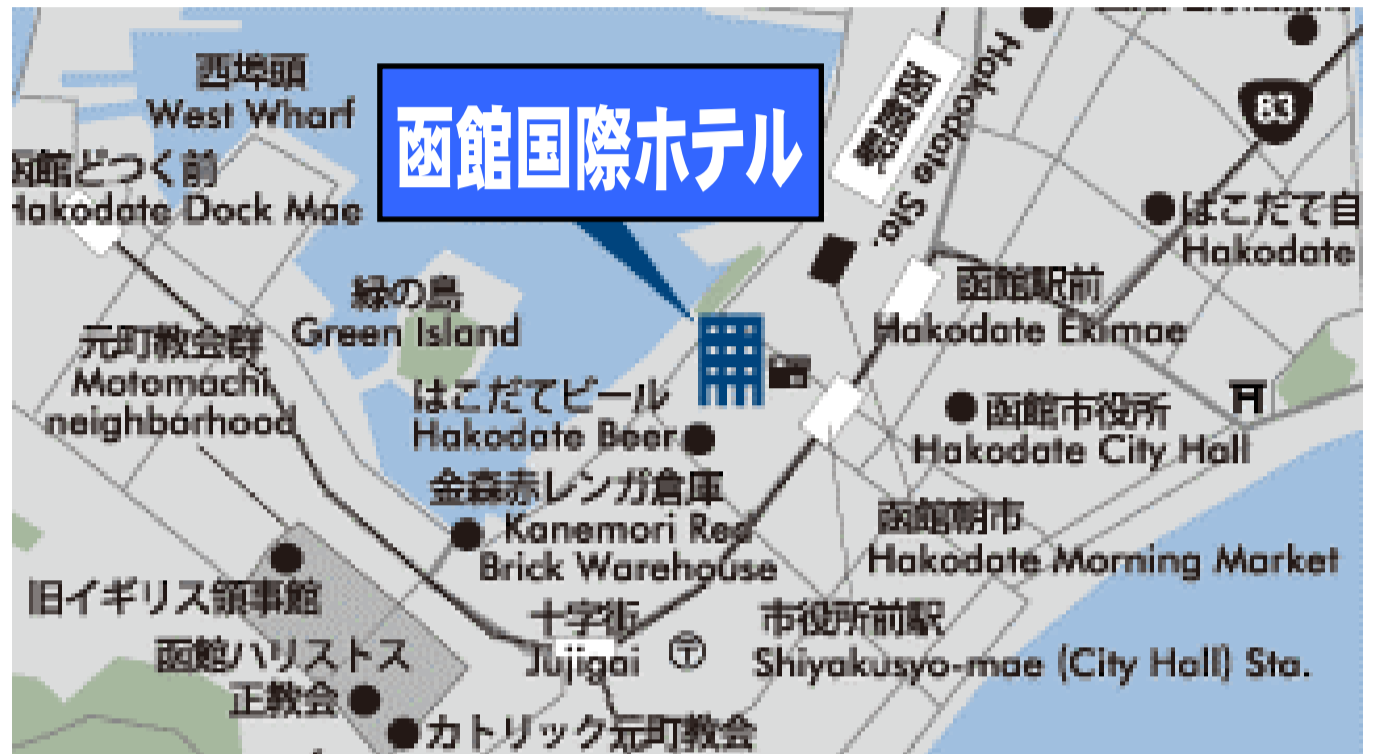 西埠頭
West Wharf
函館国際ホテル
函館駅
Hakodate Sta.
83
函館どつく前
Hakodate Dock Mae
はこだて自
Hakodate
緑の島
Green Island
函館駅前
Hakodate Ekimae
元町教会群
Motomachi
neighborhood
はこだてビール
Hakodate Beer
函館市役所
Hakodate City Hall
金森赤レンガ倉庫
Kanemori Red
Brick Warehouse
函館朝市
Hakodate Morning Market
旧イギリス領事館
十字街
Jujigai
〒
市役所前駅
Shiyakusyo-mae (City Hall) Sta.
函館ハリストス
正教会
カトリック元町教会